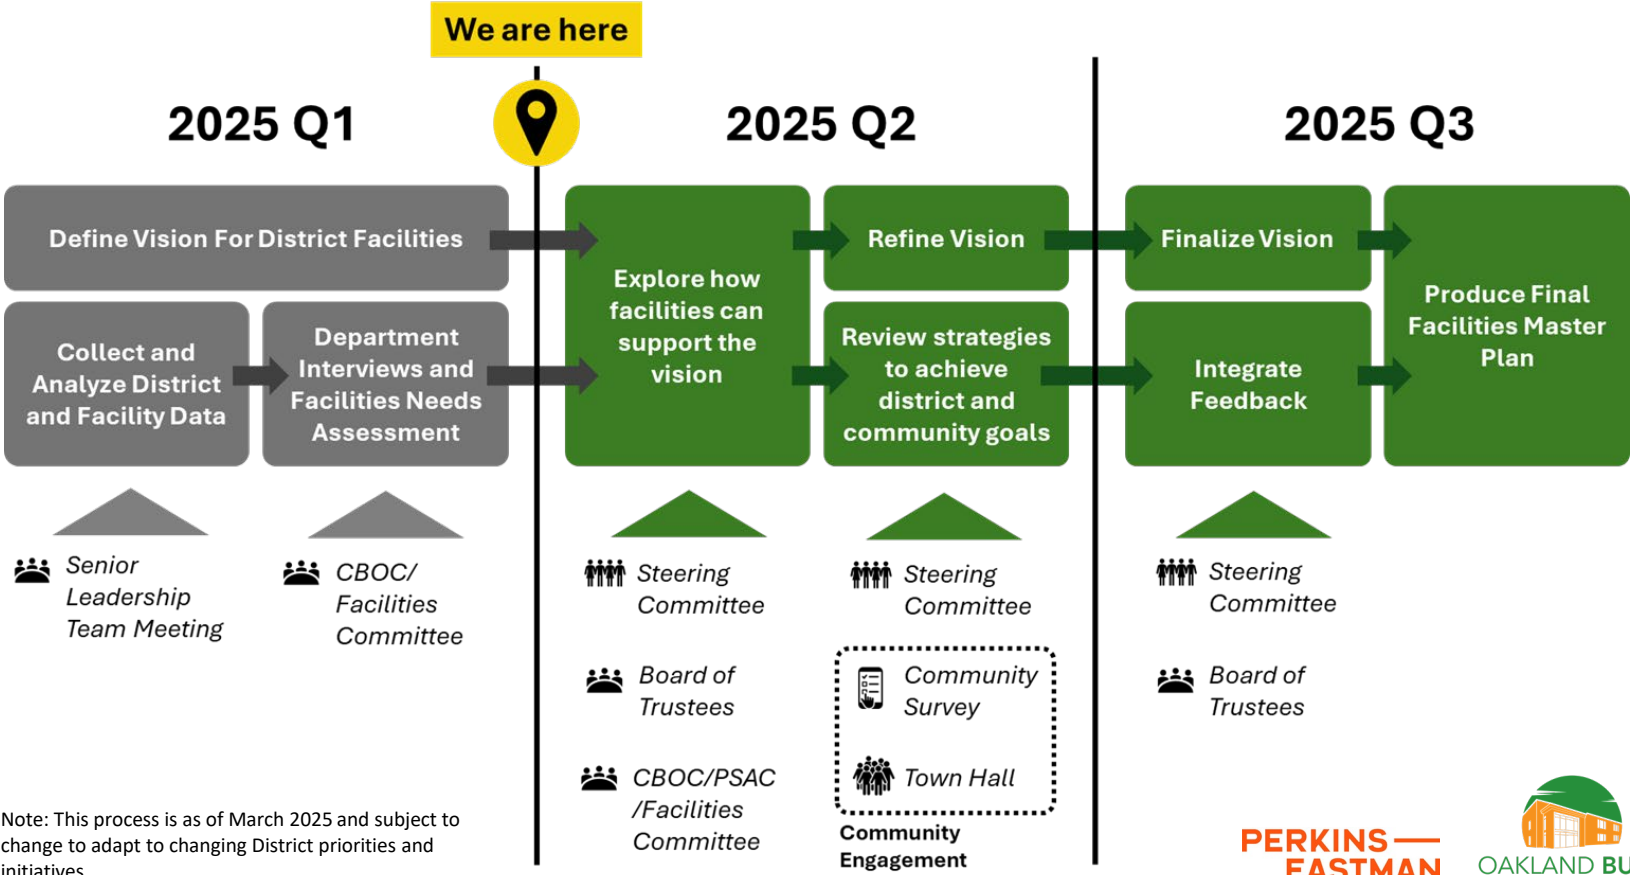 We are here
2025 Q1
2025 Q2
2025 Q3
Define Vision For District Facilities
Collect and
Analyze District
and Facility Data
Department
Interviews and
Facilities Needs
Assessment
Explore how
facilities can
support the
vision
Refine Vision
Review strategies
to achieve
district and
community goals
Finalize Vision
Integrate
Feedback
Produce Final
Facilities Master
Plan
Senior
Leadership
Team Meeting
CBOC/
Facilities
Committee
Steering
Committee
Board of
Trustees
CBOC/PSAC
/Facilities
Committee
Steering
Committee
Community
Survey
Town Hall
Community
Engagement
Steering
Committee
Board of
Trustees
Note: This process is as of March 2025 and subject to
change to adapt to changing District priorities and
initiatives
PERKINS
EASTMAN
OAKLAND BU